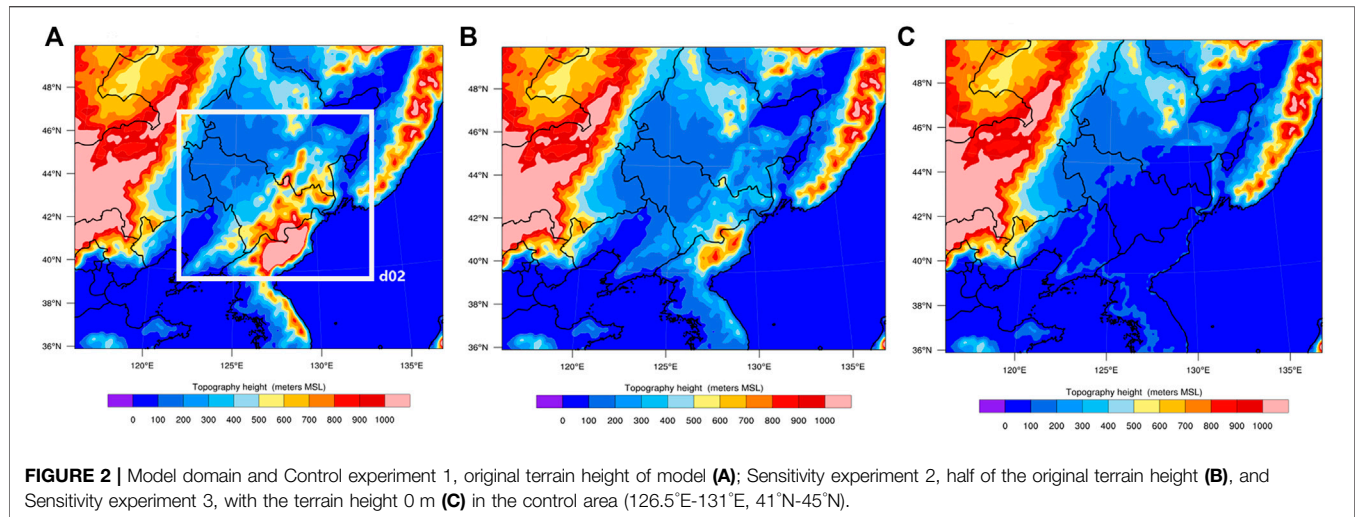 A
B
C
48°N
46°N
44°N
42°N
40°N
38°N
36°N
120°E
125°E
130°E
135°E
d02
48°N
46°N
44°N
42°N
40°N
38°N
36°N
120°E
125°E
130°E
135°E
48°N
46°N
44°N
42°N
40°N
38°N
36°N
120°E
125°E
130°E
135°E
Topography height (meters MSL)
0 100 200 300 400 500 600 700 800 900 1000
Topography height (meters MSL)
0 100 200 300 400 500 600 700 800 900 1000
Topography height (meters MSL)
0 100 200 300 400 500 600 700 800 900 1000
FIGURE 2 | Model domain and Control experiment 1, original terrain height of model (A); Sensitivity experiment 2, half of the original terrain height (B), and
Sensitivity experiment 3, with the terrain height 0 m (C) in the control area (126.5°E-131°E, 41°N-45°N).